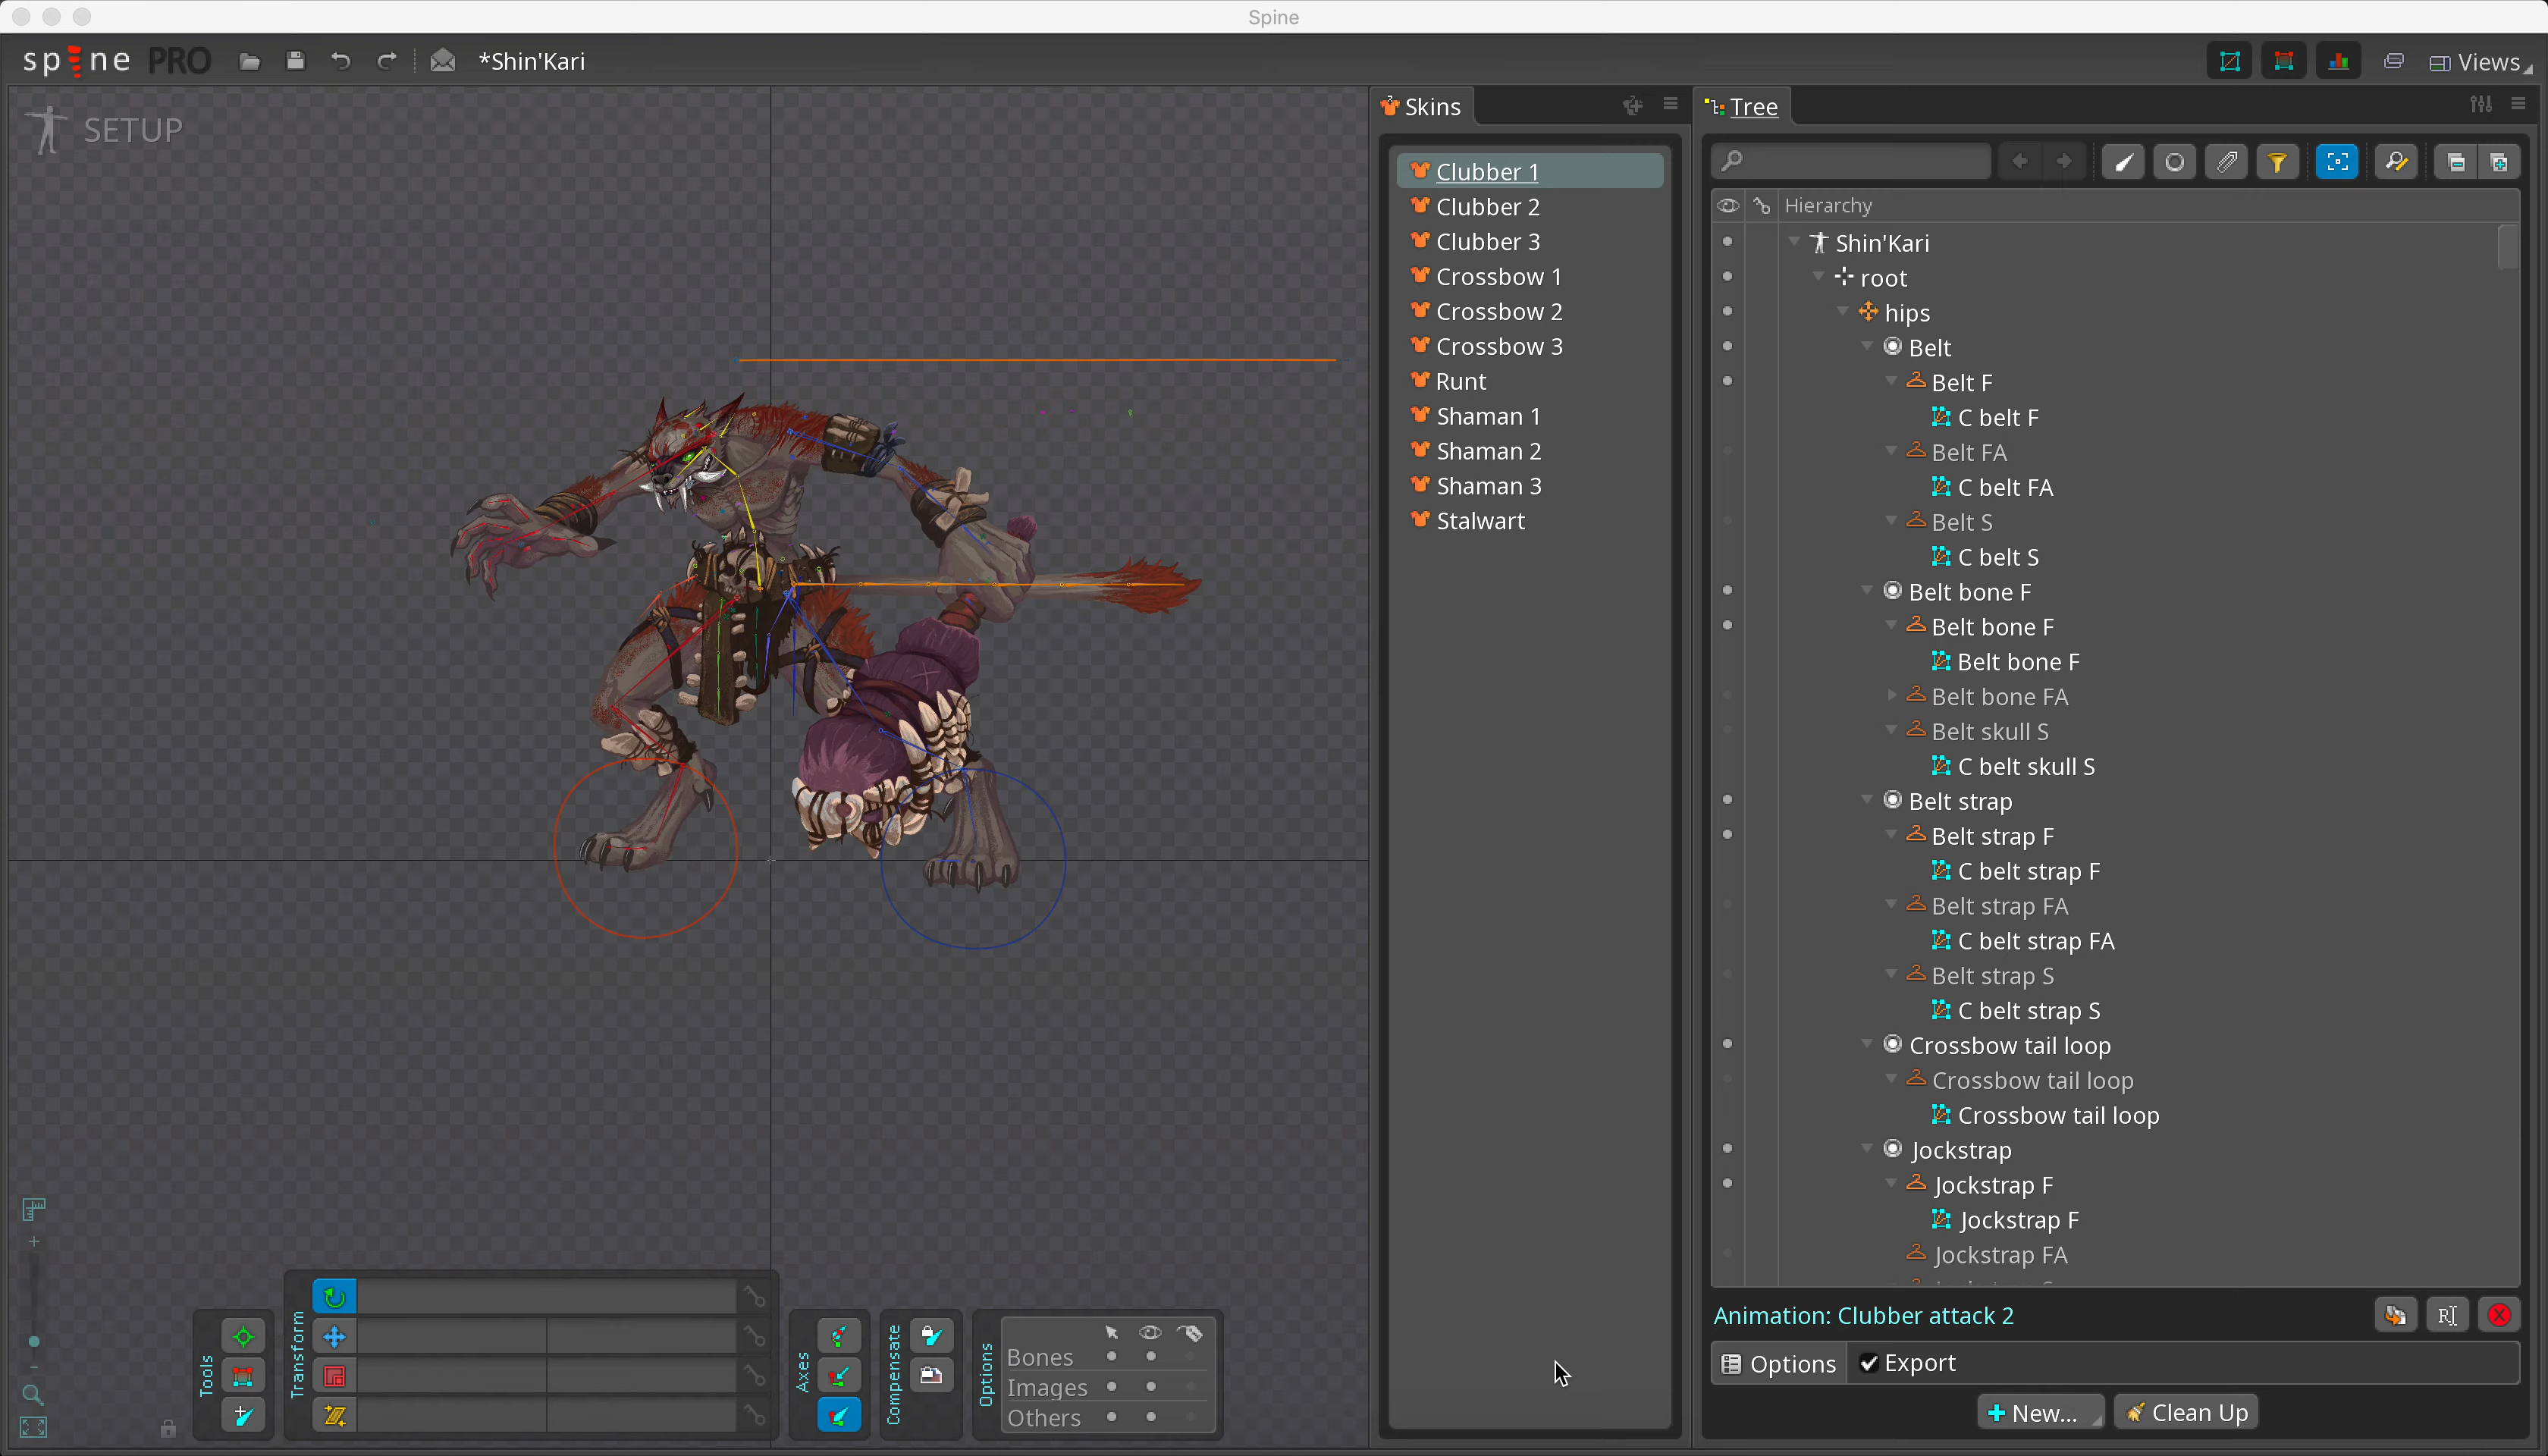 Spine
spine PRO
*Shin'Kari
Views
SETUP
Skins
Clubber 1
Clubber 2
Clubber 3
Crossbow 1
Crossbow 2
Crossbow 3
Runt
Shaman 1
Shaman 2
Shaman 3
Stalwart
Tree
Hierarchy
Shin'Kari
root
hips
Belt
Belt F
C belt F
Belt FA
C belt FA
Belt S
C belt S
Belt bone F
Belt bone F
Belt bone F
Belt bone FA
Belt skull S
C belt skull S
Belt strap
Belt strap F
C belt strap F
Belt strap FA
C belt strap FA
Belt strap S
C belt strap S
Crossbow tail loop
Crossbow tail loop
Crossbow tail loop
Jockstrap
Jockstrap F
Jockstrap F
Jockstrap FA
Animation: Clubber attack 2
Options
Export
New...
Clean Up
Tools
Transform
Axes
Compensate
Options
Bones
Images
Others